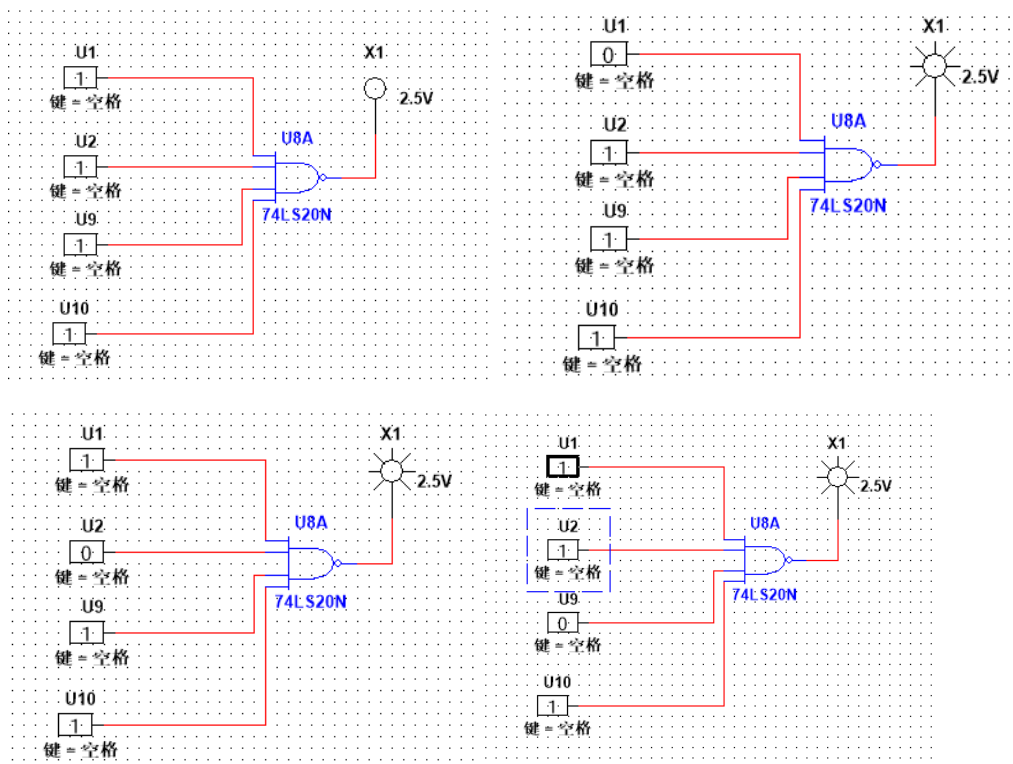 U1
X1
1
键 = 空格
2.5V
U2
U8A
1
键 = 空格
U9
74LS20N
1
键 = 空格
U10
1
键 = 空格
U1
X1
0
2.5V
键 = 空格
U2
U8A
1
键 = 空格
U9
74LS20N
1
键 = 空格
U10
1
键 = 空格
U1
X1
1
2.5V
键 = 空格
U2
U8A
0
键 = 空格
U9
74LS20N
1
键 = 空格
U10
1
键 = 空格
U1
X1
1
2.5V
键 = 空格
U2
U8A
1
键 = 空格
U9
74LS20N
0
键 = 空格
U10
1
键 = 空格